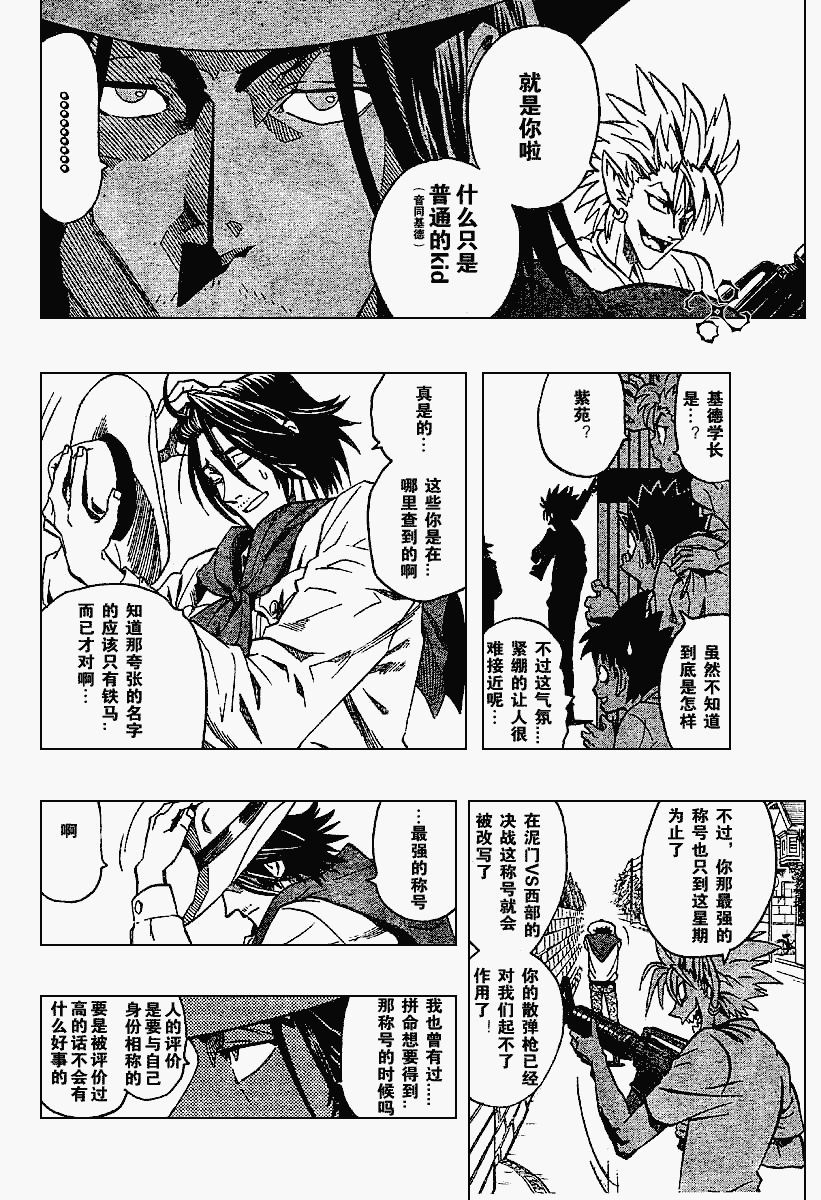 就是你啦
什么只是
普通的kid
(音同基德)
………
基德学长
是…?
紫苑?
虽然不知道
到底是怎样
不过这气氛……
紧绷的让人很
难接近呢…
真是的…
这些你是在…
哪里查到的啊
知道那夸张的名字
的应该只有铁马…
而已才对啊…
不过，你那最强的
称号也只到这星期
为止了
在泥门VS西部的
决战这称号就会
被改写了
你的散弹枪已经
对我们起不了
作用了!
…最强的称号
啊
我也曾有过……
拼命想要得到…
那称号的时候吗
人的评价
是要与自己
身份相称的
要是被评价过
高的话不会有
什么好事的